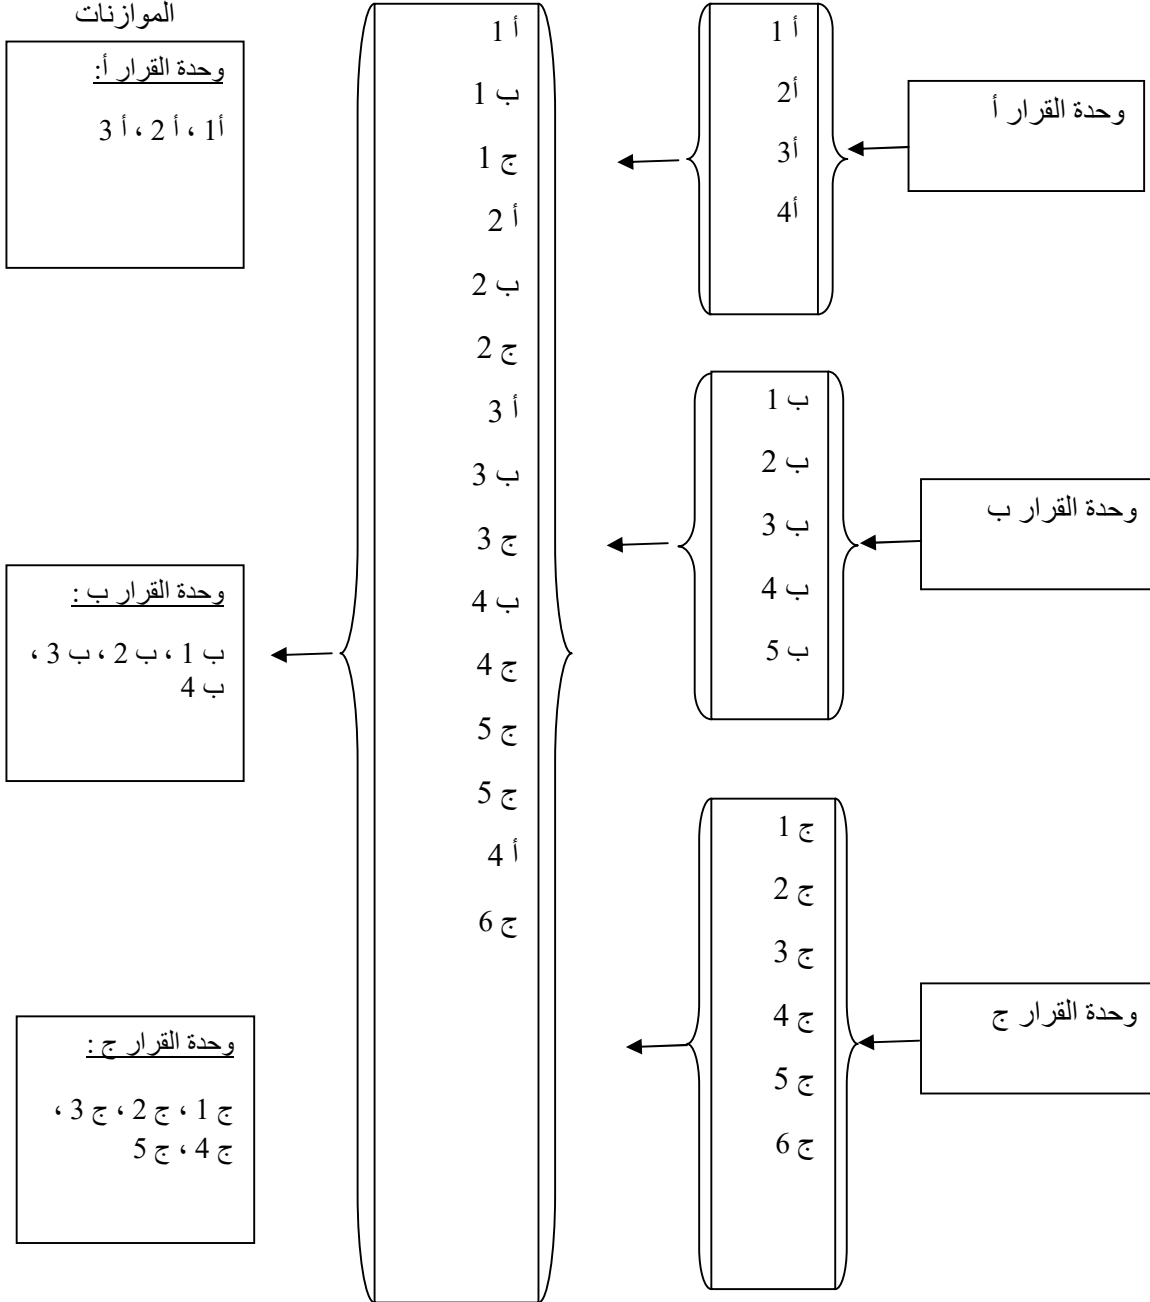 الموازنات
وحدة القرار أ
أ 1
أ2
أ3
أ4
وحدة القرار ب
ب 1
ب 2
ب 3
ب 4
ب 5
وحدة القرار ج
ج 1
ج 2
ج 3
ج 4
ج 5
ج 6
أ 1
ب 1
ج 1
أ 2
ب 2
ج 2
أ 3
ب 3
ج 3
ب 4
ج 4
ج 5
ج 5
أ 4
ج 6
وحدة القرار أ:
أ1 ، أ 2 ، أ 3
وحدة القرار ب :
ب 1 ، ب 2 ، ب 3 ،
ب 4
وحدة القرار ج :
ج 1 ، ج 2 ، ج 3 ،
ج 4 ، ج 5